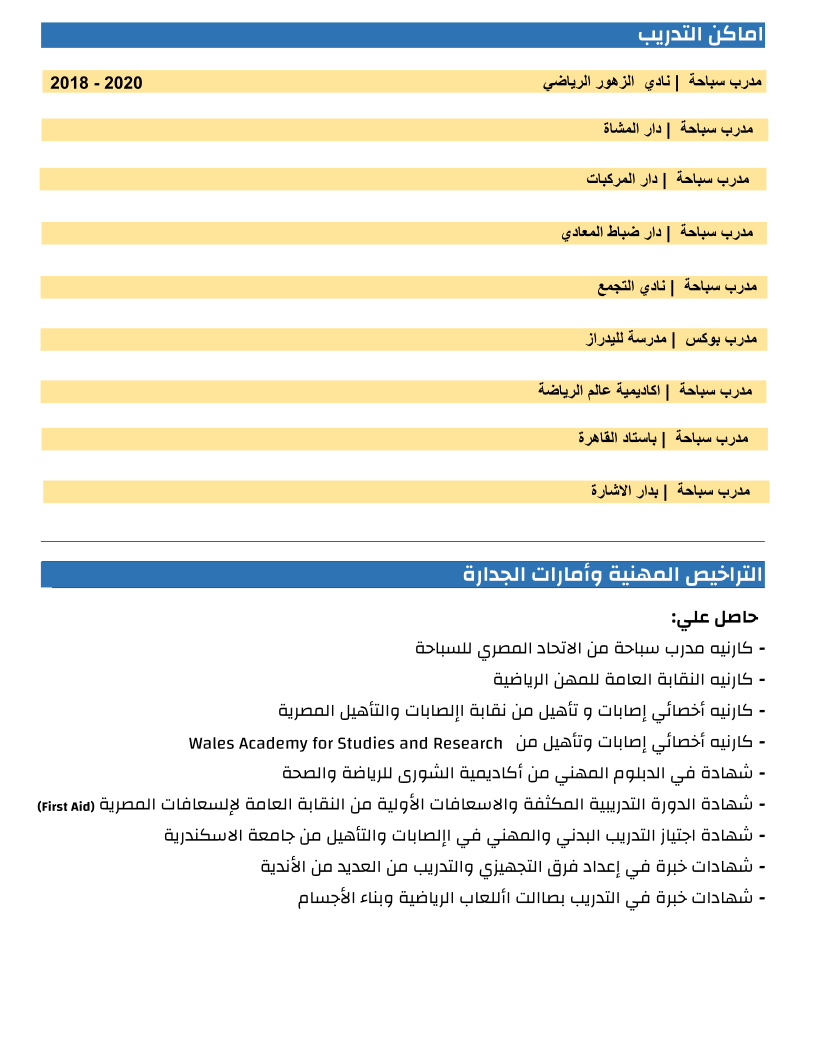 اماكن التدريب
مدرب سباحة | نادي الزهور الرياضي 2018 - 2020
مدرب سباحة | دار المشاة
مدرب سباحة | دار المركبات
مدرب سباحة | دار ضباط المعادي
مدرب سباحة | نادي التجمع
مدرب بوكس | مدرسة لليدراز
مدرب سباحة | اكاديمية عالم الرياضة
مدرب سباحة | باستاد القاهرة
مدرب سباحة | بدار الاشارة
التراخيص المهنية وأمارات الجدارة
حاصل علي:
- كارنيه مدرب سباحة من الاتحاد المصري للسباحة
- كارنيه النقابة العامة للمهن الرياضية
- كارنيه أخصائي إصابات و تأهيل من نقابة اإلصابات والتأهيل المصرية
- كارنيه أخصائي إصابات وتأهيل من Wales Academy for Studies and Research
- شهادة في الدبلوم المهني من أكاديمية الشورى للرياضة والصحة
- شهادة الدورة التدريبية المكثفة والاسعافات الأولية من النقابة العامة لإلسعافات المصرية (First Aid)
- شهادة اجتياز التدريب البدني والمهني في اإلصابات والتأهيل من جامعة الاسكندرية
- شهادات خبرة في إعداد فرق التجهيزي والتدريب من العديد من الأندية
- شهادات خبرة في التدريب بصاالت األلعاب الرياضية وبناء الأجسام